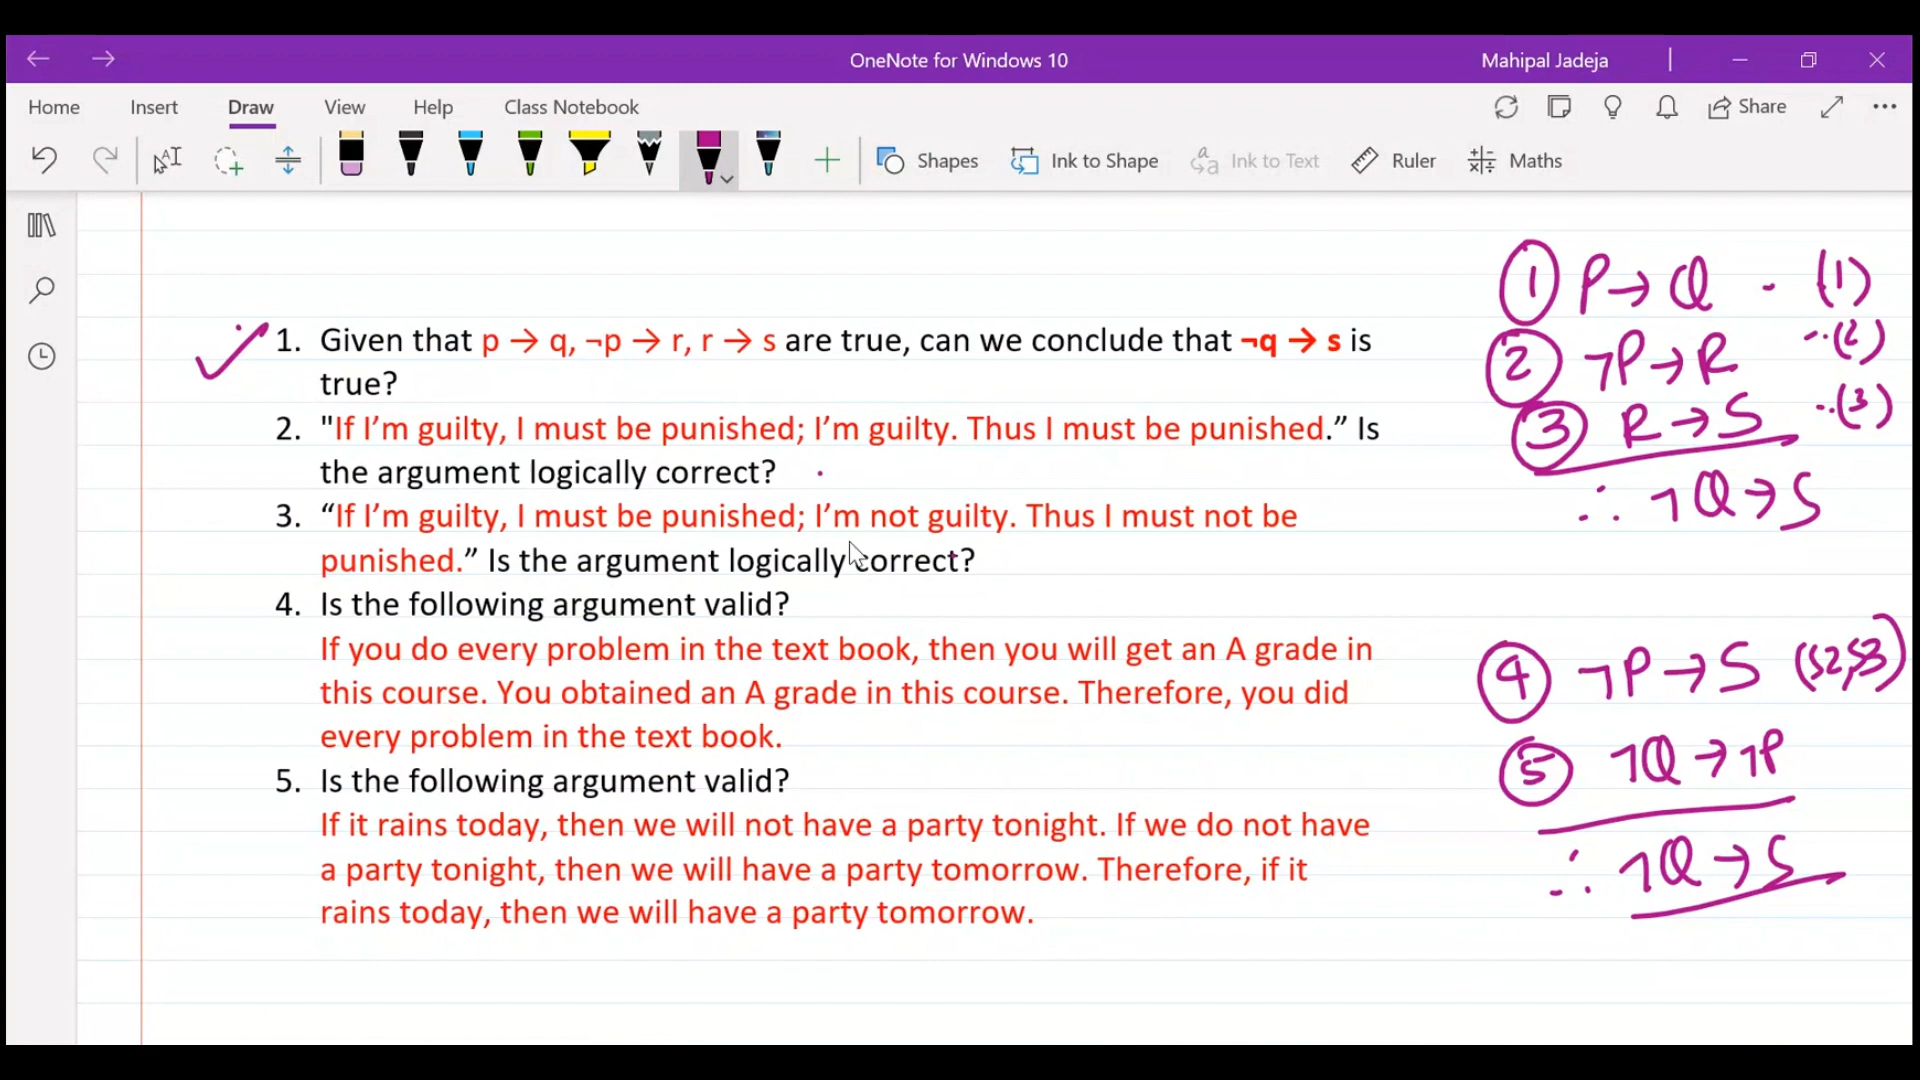 OneNote for Windows 10
Mahipal Jadeja
Home Insert Draw View Help Class Notebook Share
Shapes Ink to Shape Ink to Text Ruler Maths
1. Given that p → q, ¬p → r, r → s are true, can we conclude that ¬q → s is
true?
2. "If I’m guilty, I must be punished; I’m guilty. Thus I must be punished.” Is
the argument logically correct?
3. “If I’m guilty, I must be punished; I’m not guilty. Thus I must not be
punished.” Is the argument logically correct?
4. Is the following argument valid?
If you do every problem in the text book, then you will get an A grade in
this course. You obtained an A grade in this course. Therefore, you did
every problem in the text book.
5. Is the following argument valid?
If it rains today, then we will not have a party tonight. If we do not have
a party tonight, then we will have a party tomorrow. Therefore, if it
rains today, then we will have a party tomorrow.
① P → Q - (1)
② ¬P → R -- (2)
③ R → S -- (3)
∴ ¬Q → S
④ ¬P → S (S2,S3)
⑤ ¬Q → ¬P
∴ ¬Q → S